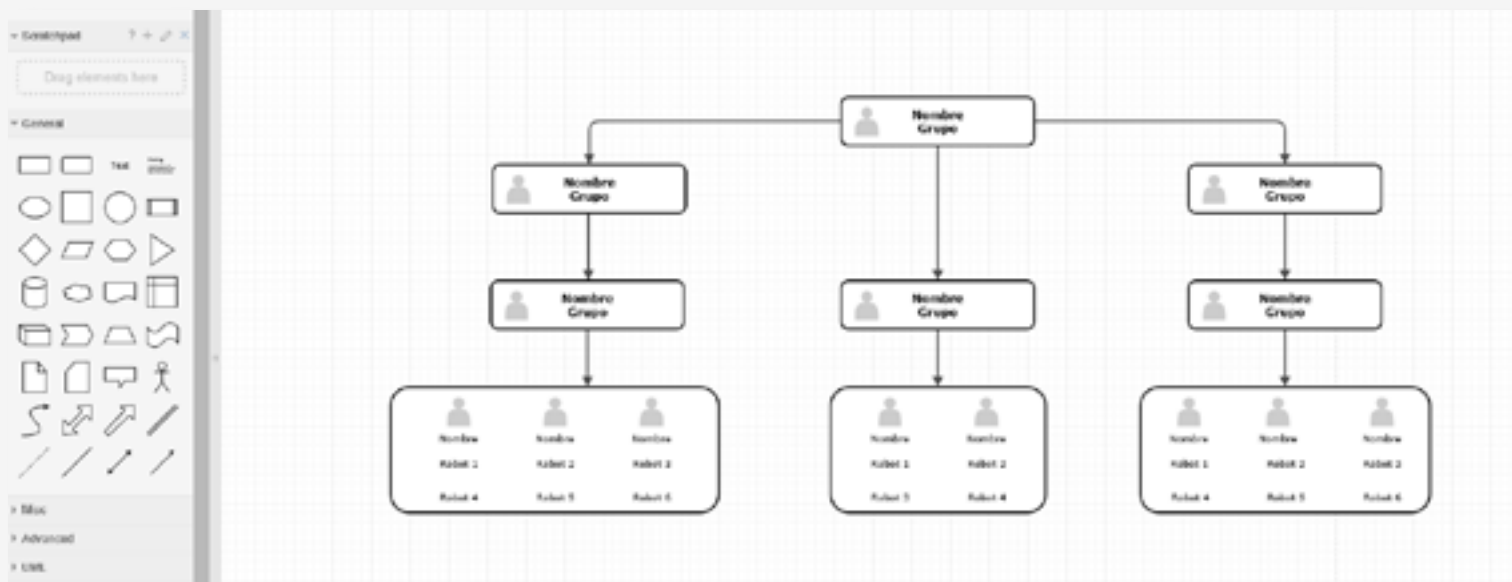 Scratchpad
?
Drag elements here
General
Text
Nombre
Grupo
Nombre
Grupo
Nombre
Grupo
Nombre
Grupo
Nombre
Grupo
Nombre
Grupo
Nombre Nombre Nombre
Robot 1 Robot 2 Robot 3
Robot 4 Robot 5 Robot 6
Nombre Nombre
Robot 1 Robot 2
Robot 3 Robot 4
Nombre Nombre Nombre
Robot 1 Robot 2 Robot 3
Robot 4 Robot 5 Robot 6
Misc
Advanced
UML